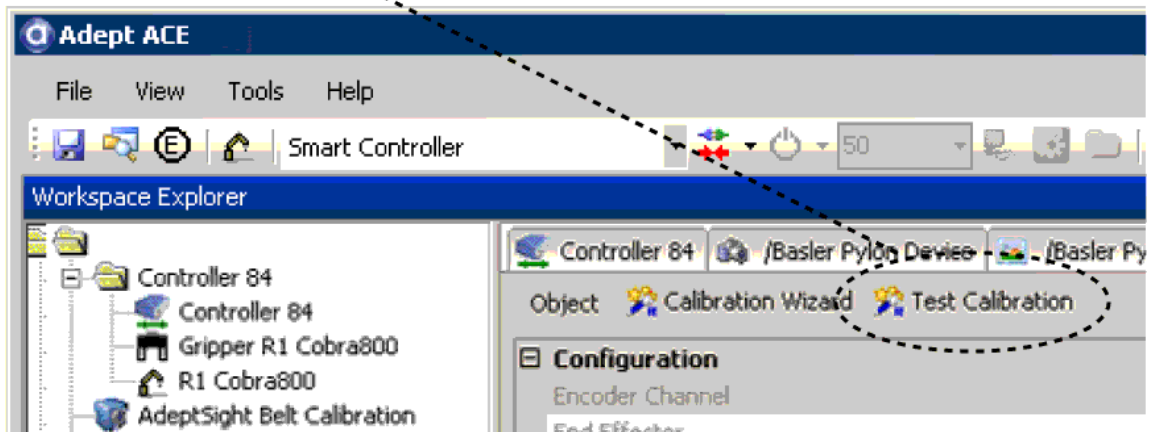 Adept ACE
File View Tools Help
E Smart Controller 50
Workspace Explorer
Controller 84 /Basler Pylon Device /Basler Py
Controller 84
Object Calibration Wizard Test Calibration
Controller 84
Gripper R1 Cobra800
Configuration
R1 Cobra800
Encoder Channel
AdeptSight Belt Calibration
End Effector